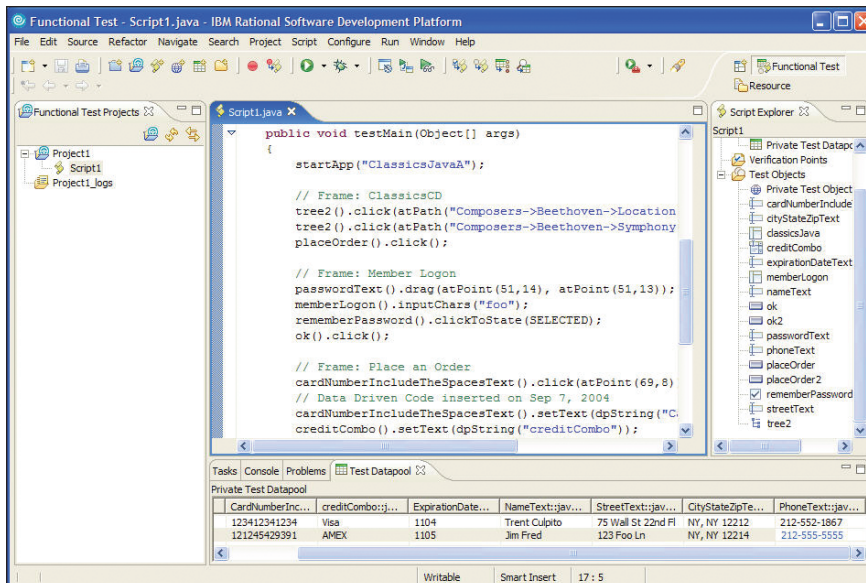 Functional Test - Script1.java - IBM Rational Software Development Platform
File Edit Source Refactor Navigate Search Project Script Configure Run Window Help
Functional Test
Resource
Functional Test Projects
Project1
Script1
Project1_logs
Script1.java
public void testMain(Object[] args)
{
startApp("ClassicsJavaA");
// Frame: ClassicsCD
tree2().click(atPath("Composers->Beethoven->Location
tree2().click(atPath("Composers->Beethoven->Symphony
placeOrder().click();
// Frame: Member Logon
passwordText().drag(atPoint(51,14), atPoint(51,13));
memberLogon().inputChars("foo");
rememberPassword().clickToState(SELECTED);
ok().click();
// Frame: Place an Order
cardNumberIncludeTheSpacesText().click(atPoint(69,8)
// Data Driven Code inserted on Sep 7, 2004
cardNumberIncludeTheSpacesText().setText(dpString("Ca
creditCombo().setText(dpString("creditCombo"));
Script Explorer
Script1
Private Test Datapo
Verification Points
Test Objects
Private Test Object
cardNumberInclude
cityStateZipText
classicsJava
creditCombo
expirationDateText
memberLogon
nameText
ok
ok2
passwordText
phoneText
placeOrder
placeOrder2
rememberPassword
streetText
tree2
Tasks Console Problems Test Datapool
Private Test Datapool
CardNumberInc... creditCombo::j... ExpirationDate... NameText::jav... StreetText::jav... CityStateZipTe... PhoneText::jav...
123412341234 Visa 1104 Trent Culpito 75 Wall St 22nd Fl NY, NY 12212 212-552-1867
121245429391 AMEX 1105 Jim Fred 123 Foo Ln NY, NY 12214 212-555-5555
Writable Smart Insert 17 : 5